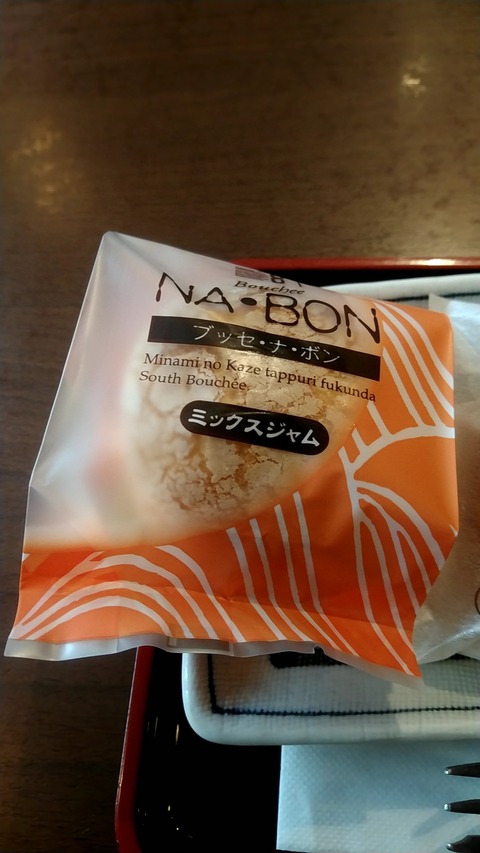 Bouchée
NA•BON
ブッセ・ナ・ボン
Minami no Kaze tappuri fukunda
South Bouchée
ミックスジャム